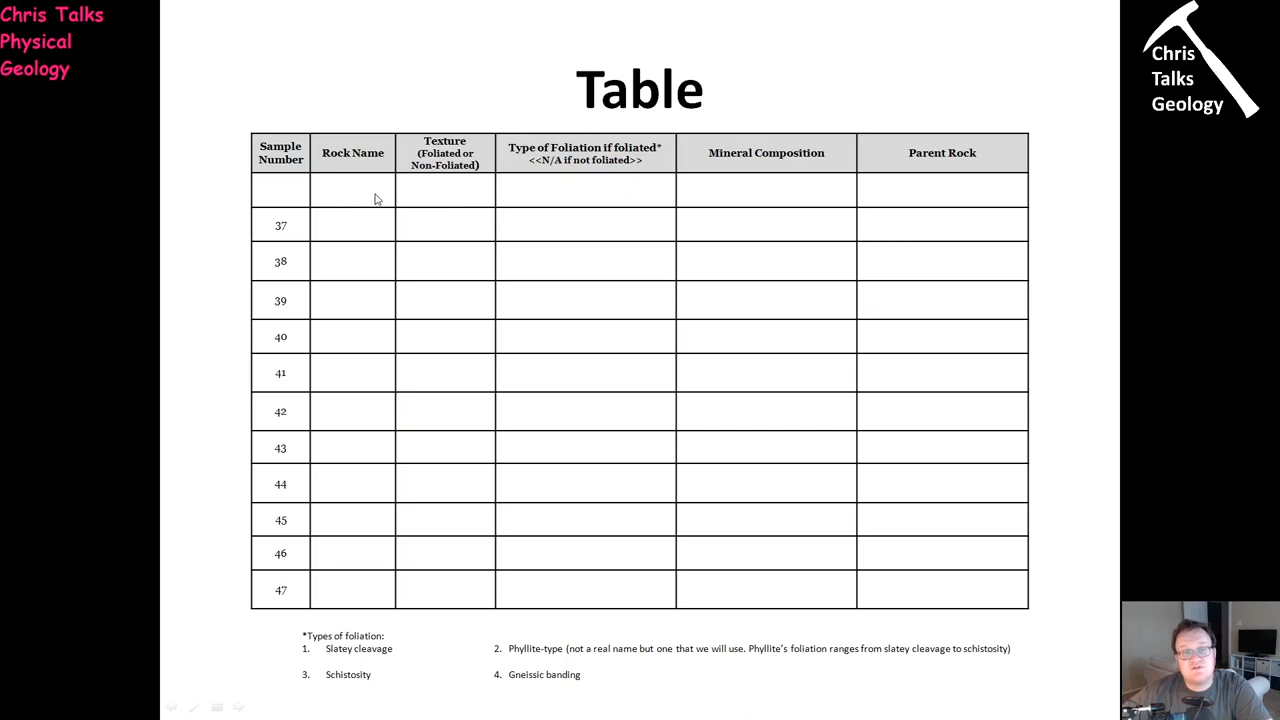 Chris Talks
Physical
Geology
Chris
Talks
Geology
Table
Sample Number | Rock Name | Texture (Foliated or Non-Foliated) | Type of Foliation if foliated* <<N/A if not foliated>> | Mineral Composition | Parent Rock
37
38
39
40
41
42
43
44
45
46
47
*Types of foliation:
1. Slatey cleavage
2. Phyllite-type (not a real name but one that we will use. Phyllite's foliation ranges from slatey cleavage to schistosity)
3. Schistosity
4. Gneissic banding